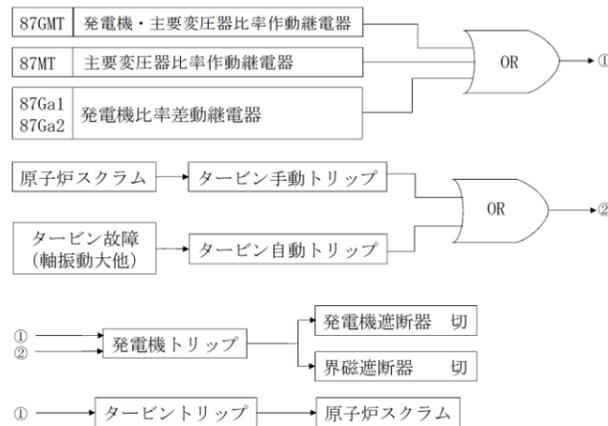 87GMT 発電機・主要変圧器比率作動継電器
87MT 主要変圧器比率作動継電器
OR ①
87Ga1
87Ga2
発電機比率差動継電器
原子炉スクラム タービン手動トリップ
OR ②
タービン故障
(軸振動大他)
タービン自動トリップ
①
②
発電機トリップ
発電機遮断器 切
界磁遮断器 切
① タービントリップ 原子炉スクラム